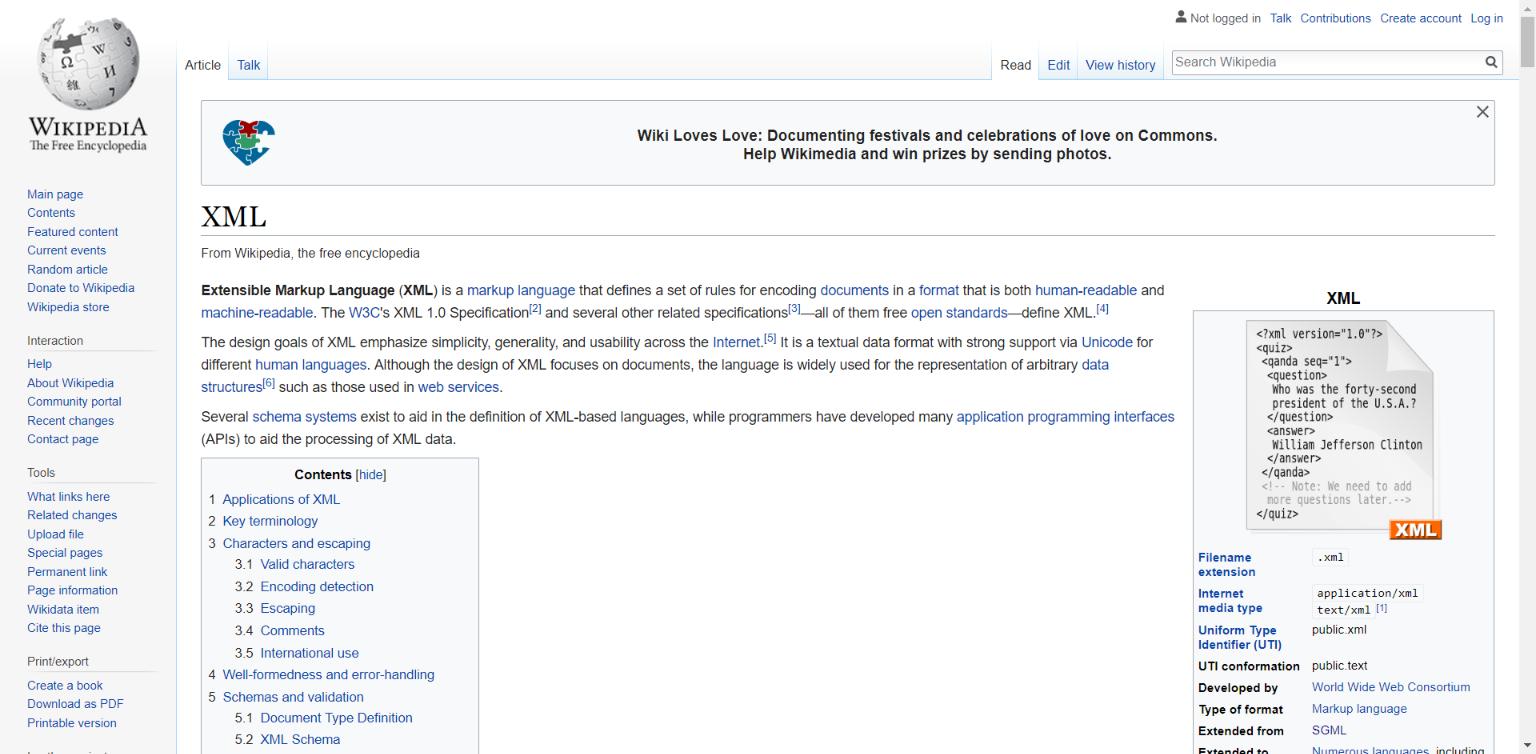 Not logged in Talk Contributions Create account Log in
Article Talk Read Edit View history Search Wikipedia
WIKIPEDIA
The Free Encyclopedia
Main page
Contents
Featured content
Current events
Random article
Donate to Wikipedia
Wikipedia store
Interaction
Help
About Wikipedia
Community portal
Recent changes
Contact page
Tools
What links here
Related changes
Upload file
Special pages
Permanent link
Page information
Wikidata item
Cite this page
Print/export
Create a book
Download as PDF
Printable version
Wiki Loves Love: Documenting festivals and celebrations of love on Commons.
Help Wikimedia and win prizes by sending photos.
XML
From Wikipedia, the free encyclopedia
Extensible Markup Language (XML) is a markup language that defines a set of rules for encoding documents in a format that is both human-readable and
machine-readable. The W3C's XML 1.0 Specification[2] and several other related specifications[3]—all of them free open standards—define XML.[4]
The design goals of XML emphasize simplicity, generality, and usability across the Internet.[5] It is a textual data format with strong support via Unicode for
different human languages. Although the design of XML focuses on documents, the language is widely used for the representation of arbitrary data
structures[6] such as those used in web services.
Several schema systems exist to aid in the definition of XML-based languages, while programmers have developed many application programming interfaces
(APIs) to aid the processing of XML data.
Contents [hide]
1 Applications of XML
2 Key terminology
3 Characters and escaping
3.1 Valid characters
3.2 Encoding detection
3.3 Escaping
3.4 Comments
3.5 International use
4 Well-formedness and error-handling
5 Schemas and validation
5.1 Document Type Definition
5.2 XML Schema
XML
<?xml version="1.0"?>
<quiz>
<qanda seq="1">
<question>
Who was the forty-second
president of the U.S.A.?
</question>
<answer>
William Jefferson Clinton
</answer>
</qanda>
<!-- Note: We need to add
more questions later.-->
</quiz>
XML
Filename extension .xml
Internet media type application/xml
text/xml [1]
Uniform Type Identifier (UTI) public.xml
UTI conformation public.text
Developed by World Wide Web Consortium
Type of format Markup language
Extended from SGML
Extended to Numerous languages, including